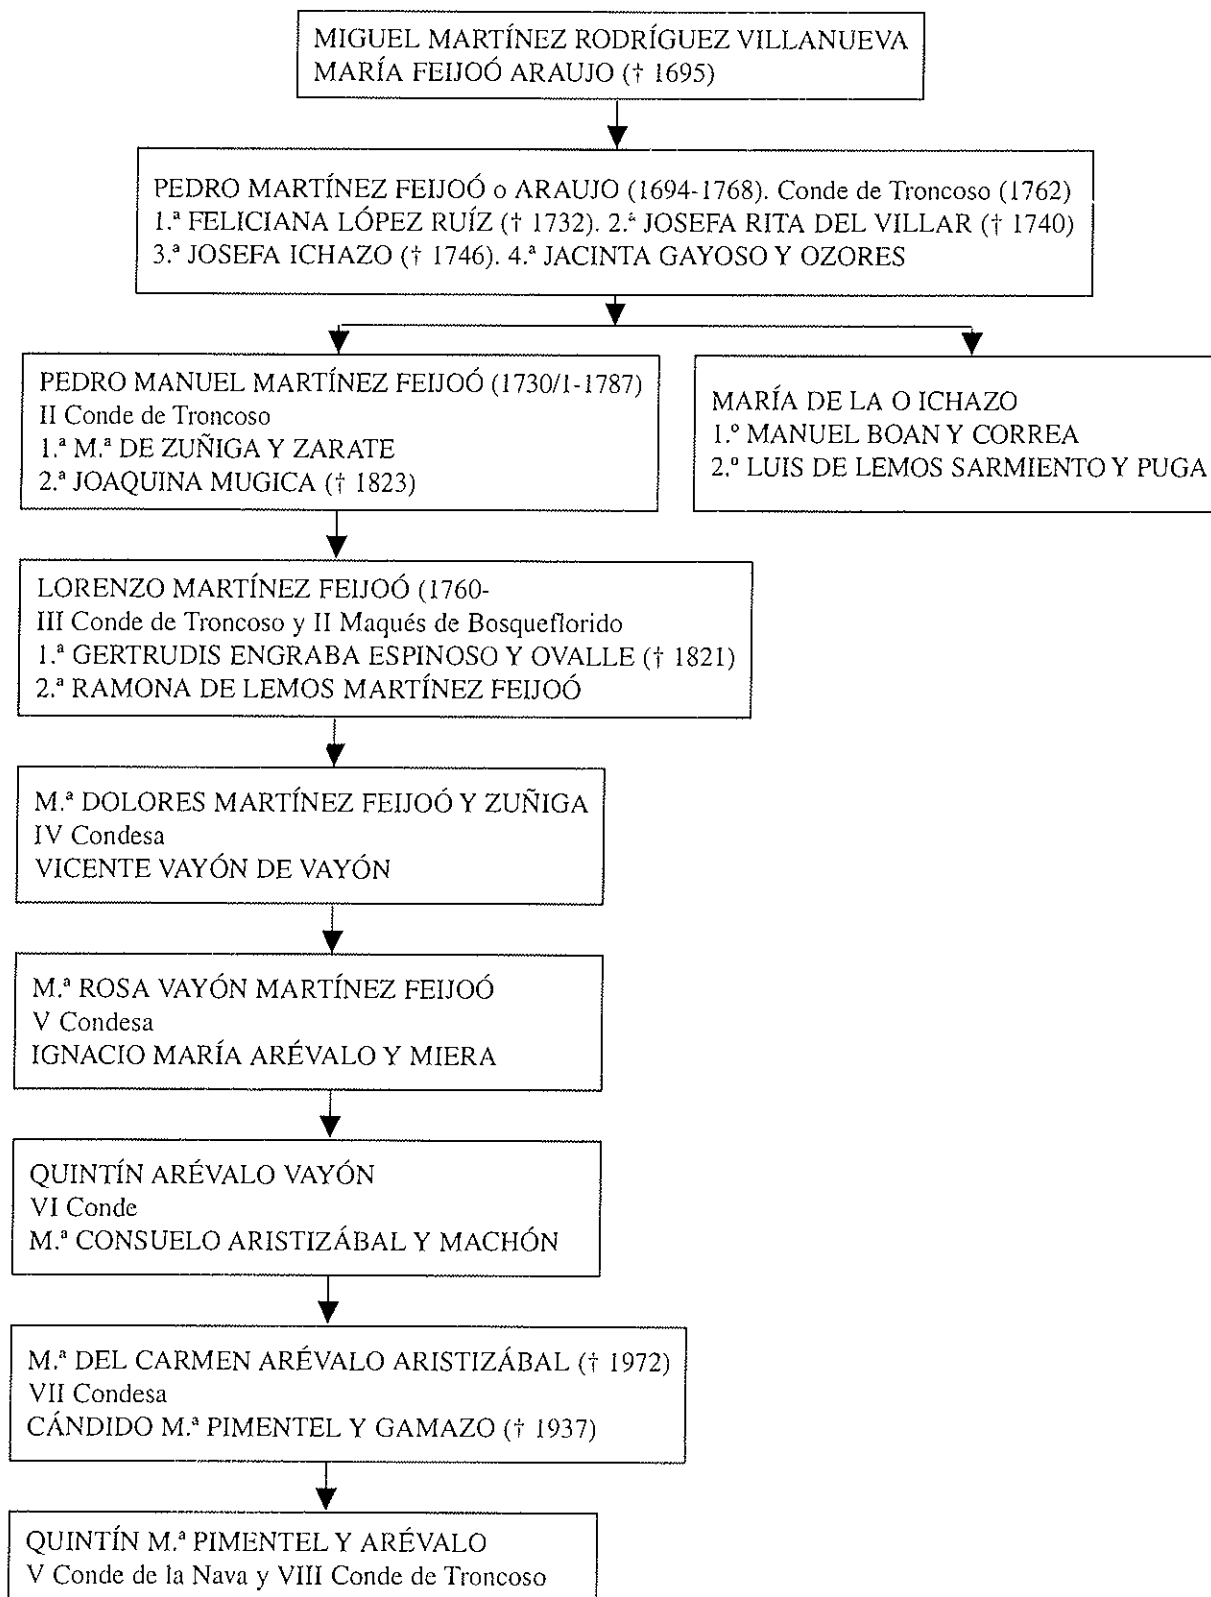 MIGUEL MARTÍNEZ RODRÍGUEZ VILLANUEVA
MARÍA FEIJOÓ ARAUJO († 1695)
PEDRO MARTÍNEZ FEIJOÓ o ARAUJO (1694-1768). Conde de Troncoso (1762)
1.ª FELICIANA LÓPEZ RUÍZ († 1732). 2.ª JOSEFA RITA DEL VILLAR († 1740)
3.ª JOSEFA ICHAZO († 1746). 4.ª JACINTA GAYOSO Y OZORES
PEDRO MANUEL MARTÍNEZ FEIJOÓ (1730/1-1787)
II Conde de Troncoso
1.ª M.ª DE ZUÑIGA Y ZARATE
2.ª JOAQUINA MUGICA († 1823)
MARÍA DE LA O ICHAZO
1.º MANUEL BOAN Y CORREA
2.º LUIS DE LEMOS SARMIENTO Y PUGA
LORENZO MARTÍNEZ FEIJOÓ (1760-
III Conde de Troncoso y II Maqués de Bosqueflorido
1.ª GERTRUDIS ENGRABA ESPINOSO Y OVALLE († 1821)
2.ª RAMONA DE LEMOS MARTÍNEZ FEIJOÓ
M.ª DOLORES MARTÍNEZ FEIJOÓ Y ZUÑIGA
IV Condesa
VICENTE VAYÓN DE VAYÓN
M.ª ROSA VAYÓN MARTÍNEZ FEIJOÓ
V Condesa
IGNACIO MARÍA ARÉVALO Y MIERA
QUINTÍN ARÉVALO VAYÓN
VI Conde
M.ª CONSUELO ARISTIZÁBAL Y MACHÓN
M.ª DEL CARMEN ARÉVALO ARISTIZÁBAL († 1972)
VII Condesa
CÁNDIDO M.ª PIMENTEL Y GAMAZO († 1937)
QUINTÍN M.ª PIMENTEL Y ARÉVALO
V Conde de la Nava y VIII Conde de Troncoso